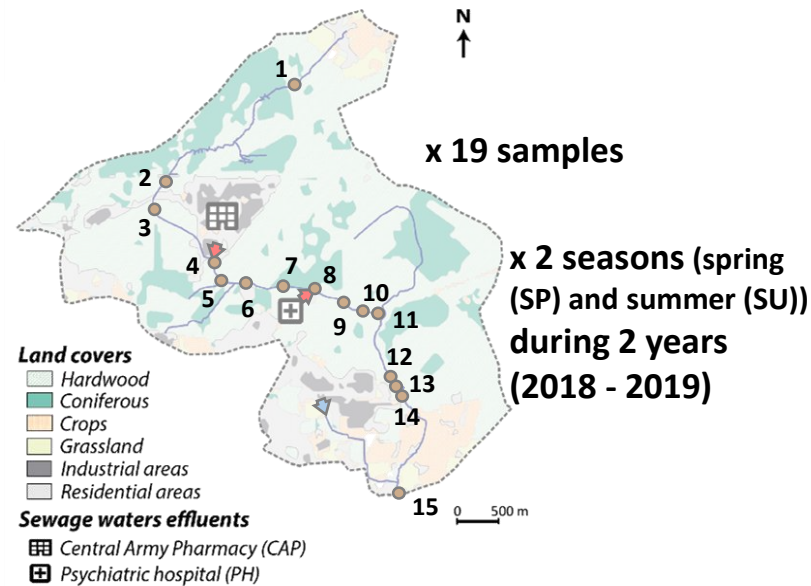 N
1
x 19 samples
2
3
4
5
6
7
8
9
10
11
x 2 seasons (spring
(SP) and summer (SU))
during 2 years
(2018 - 2019)
12
13
14
15
Land covers
Hardwood
Coniferous
Crops
Grassland
Industrial areas
Residential areas
Sewage waters effluents
Central Army Pharmacy (CAP)
Psychiatric hospital (PH)
0 500 m